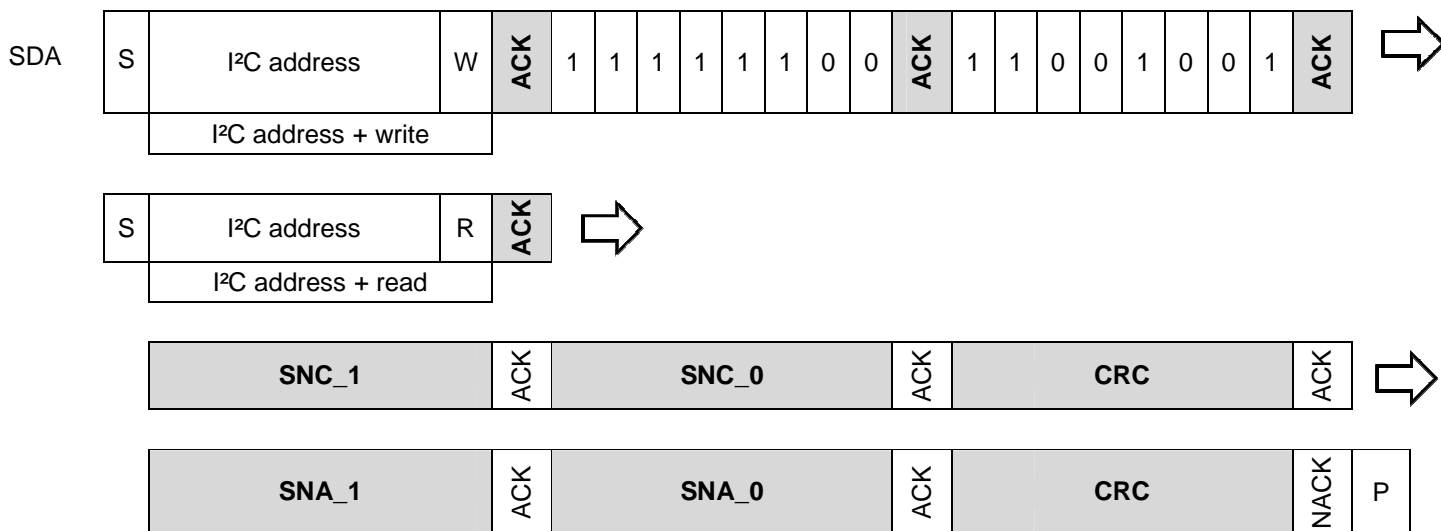 SDA S I²C address W ACK 1 1 1 1 1 1 0 0 ACK 1 1 0 0 1 0 0 1 ACK
I²C address + write
S I²C address R ACK
I²C address + read
SNC_1 ACK SNC_0 ACK CRC ACK
SNA_1 ACK SNA_0 ACK CRC NACK P